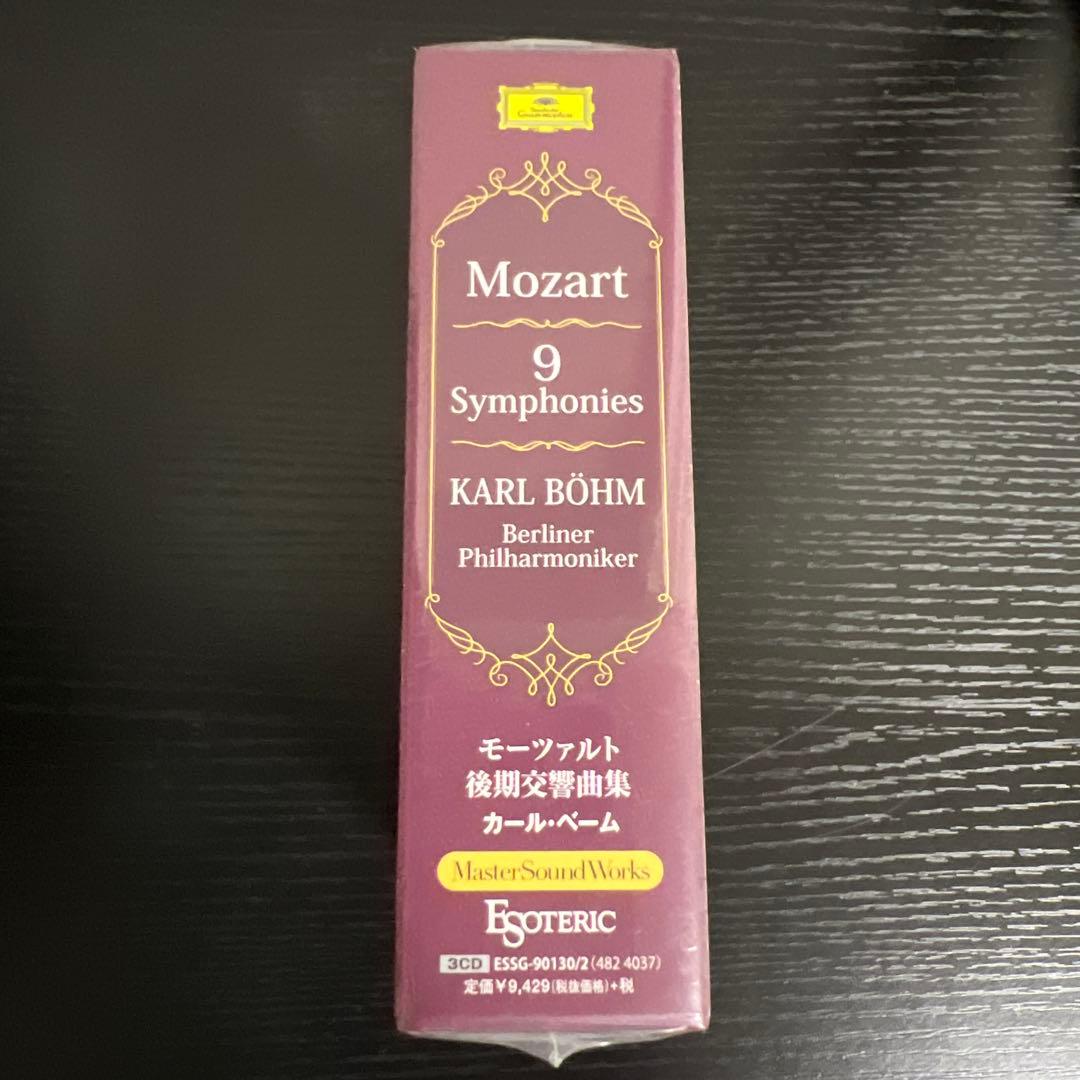 Deutsche
Grammophon
Mozart
9
Symphonies
KARL BÖHM
Berliner
Philharmoniker
モーツァルト
後期交響曲集
カール・ベーム
MasterSoundWorks
ESOTERIC
3CD ESSG-90130/2 (482 4037)
定価¥9,429(税抜価格)+税